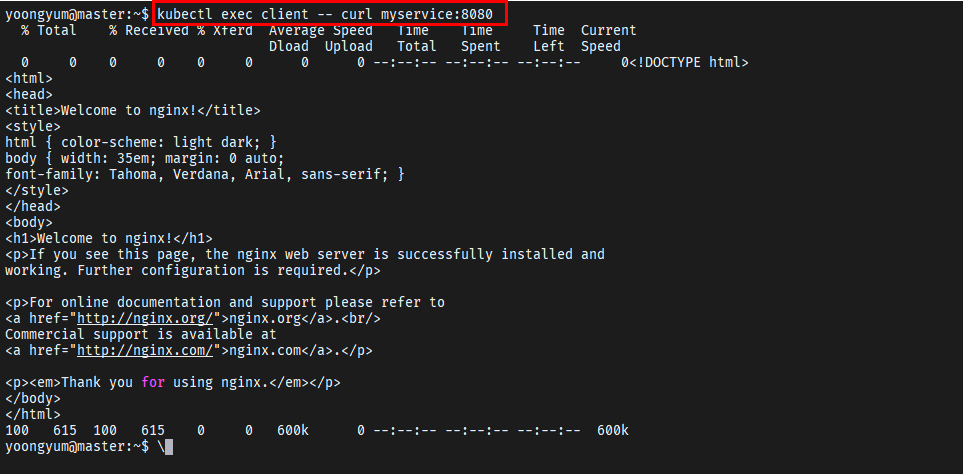 yoongyum@master:~$ kubectl exec client -- curl myservice:8080
  % Total    % Received % Xferd  Average Speed   Time    Time     Time  Current
                                 Dload  Upload   Total   Spent    Left  Speed
  0     0    0     0    0     0      0      0 --:--:-- --:--:-- --:--:--     0<!DOCTYPE html>
<html>
<head>
<title>Welcome to nginx!</title>
<style>
html { color-scheme: light dark; }
body { width: 35em; margin: 0 auto;
font-family: Tahoma, Verdana, Arial, sans-serif; }
</style>
</head>
<body>
<h1>Welcome to nginx!</h1>
<p>If you see this page, the nginx web server is successfully installed and
working. Further configuration is required.</p>

<p>For online documentation and support please refer to
<a href="http://nginx.org/">nginx.org</a>.<br/>
Commercial support is available at
<a href="http://nginx.com/">nginx.com</a>.</p>

<p><em>Thank you for using nginx.</em></p>
</body>
</html>
100   615  100   615    0     0   600k      0 --:--:-- --:--:-- --:--:--  600k
yoongyum@master:~$ \